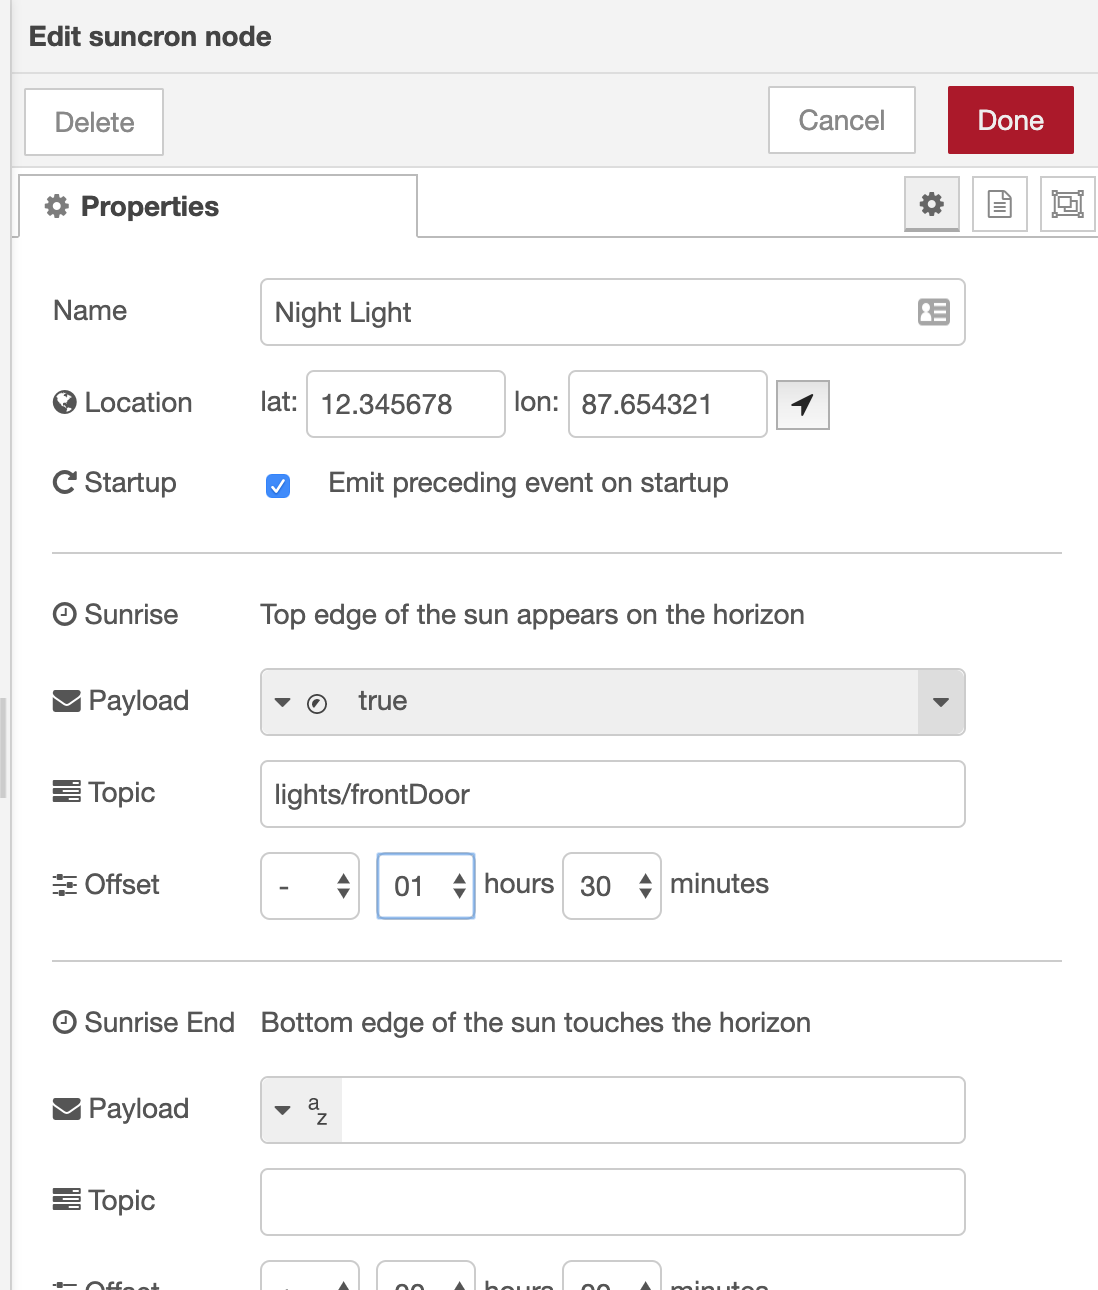 Edit suncron node
Delete Cancel Done
Properties
Name Night Light
Location lat: 12.345678 lon: 87.654321
Startup Emit preceding event on startup
Sunrise Top edge of the sun appears on the horizon
Payload true
Topic lights/frontDoor
Offset - 01 hours 30 minutes
Sunrise End Bottom edge of the sun touches the horizon
Payload a z
Topic
Offset hours minutes